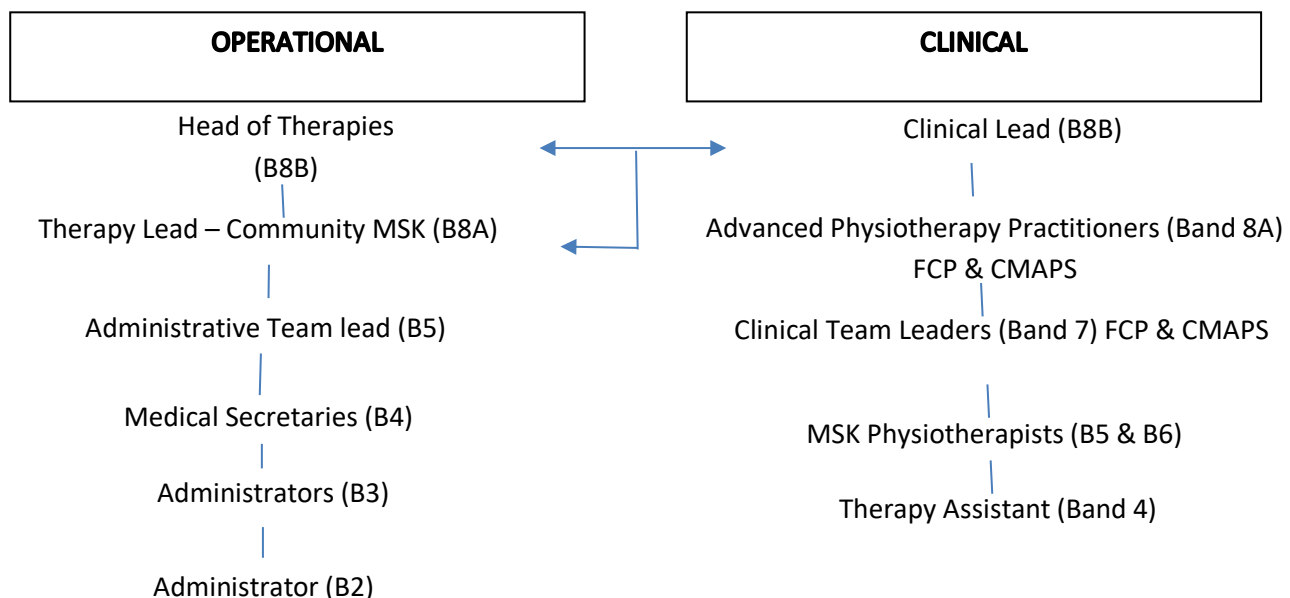 OPERATIONAL
Head of Therapies
(B8B)
Therapy Lead – Community MSK (B8A)
Administrative Team lead (B5)
Medical Secretaries (B4)
Administrators (B3)
Administrator (B2)
CLINICAL
Clinical Lead (B8B)
Advanced Physiotherapy Practitioners (Band 8A)
FCP & CMAPS
Clinical Team Leaders (Band 7) FCP & CMAPS
MSK Physiotherapists (B5 & B6)
Therapy Assistant (Band 4)